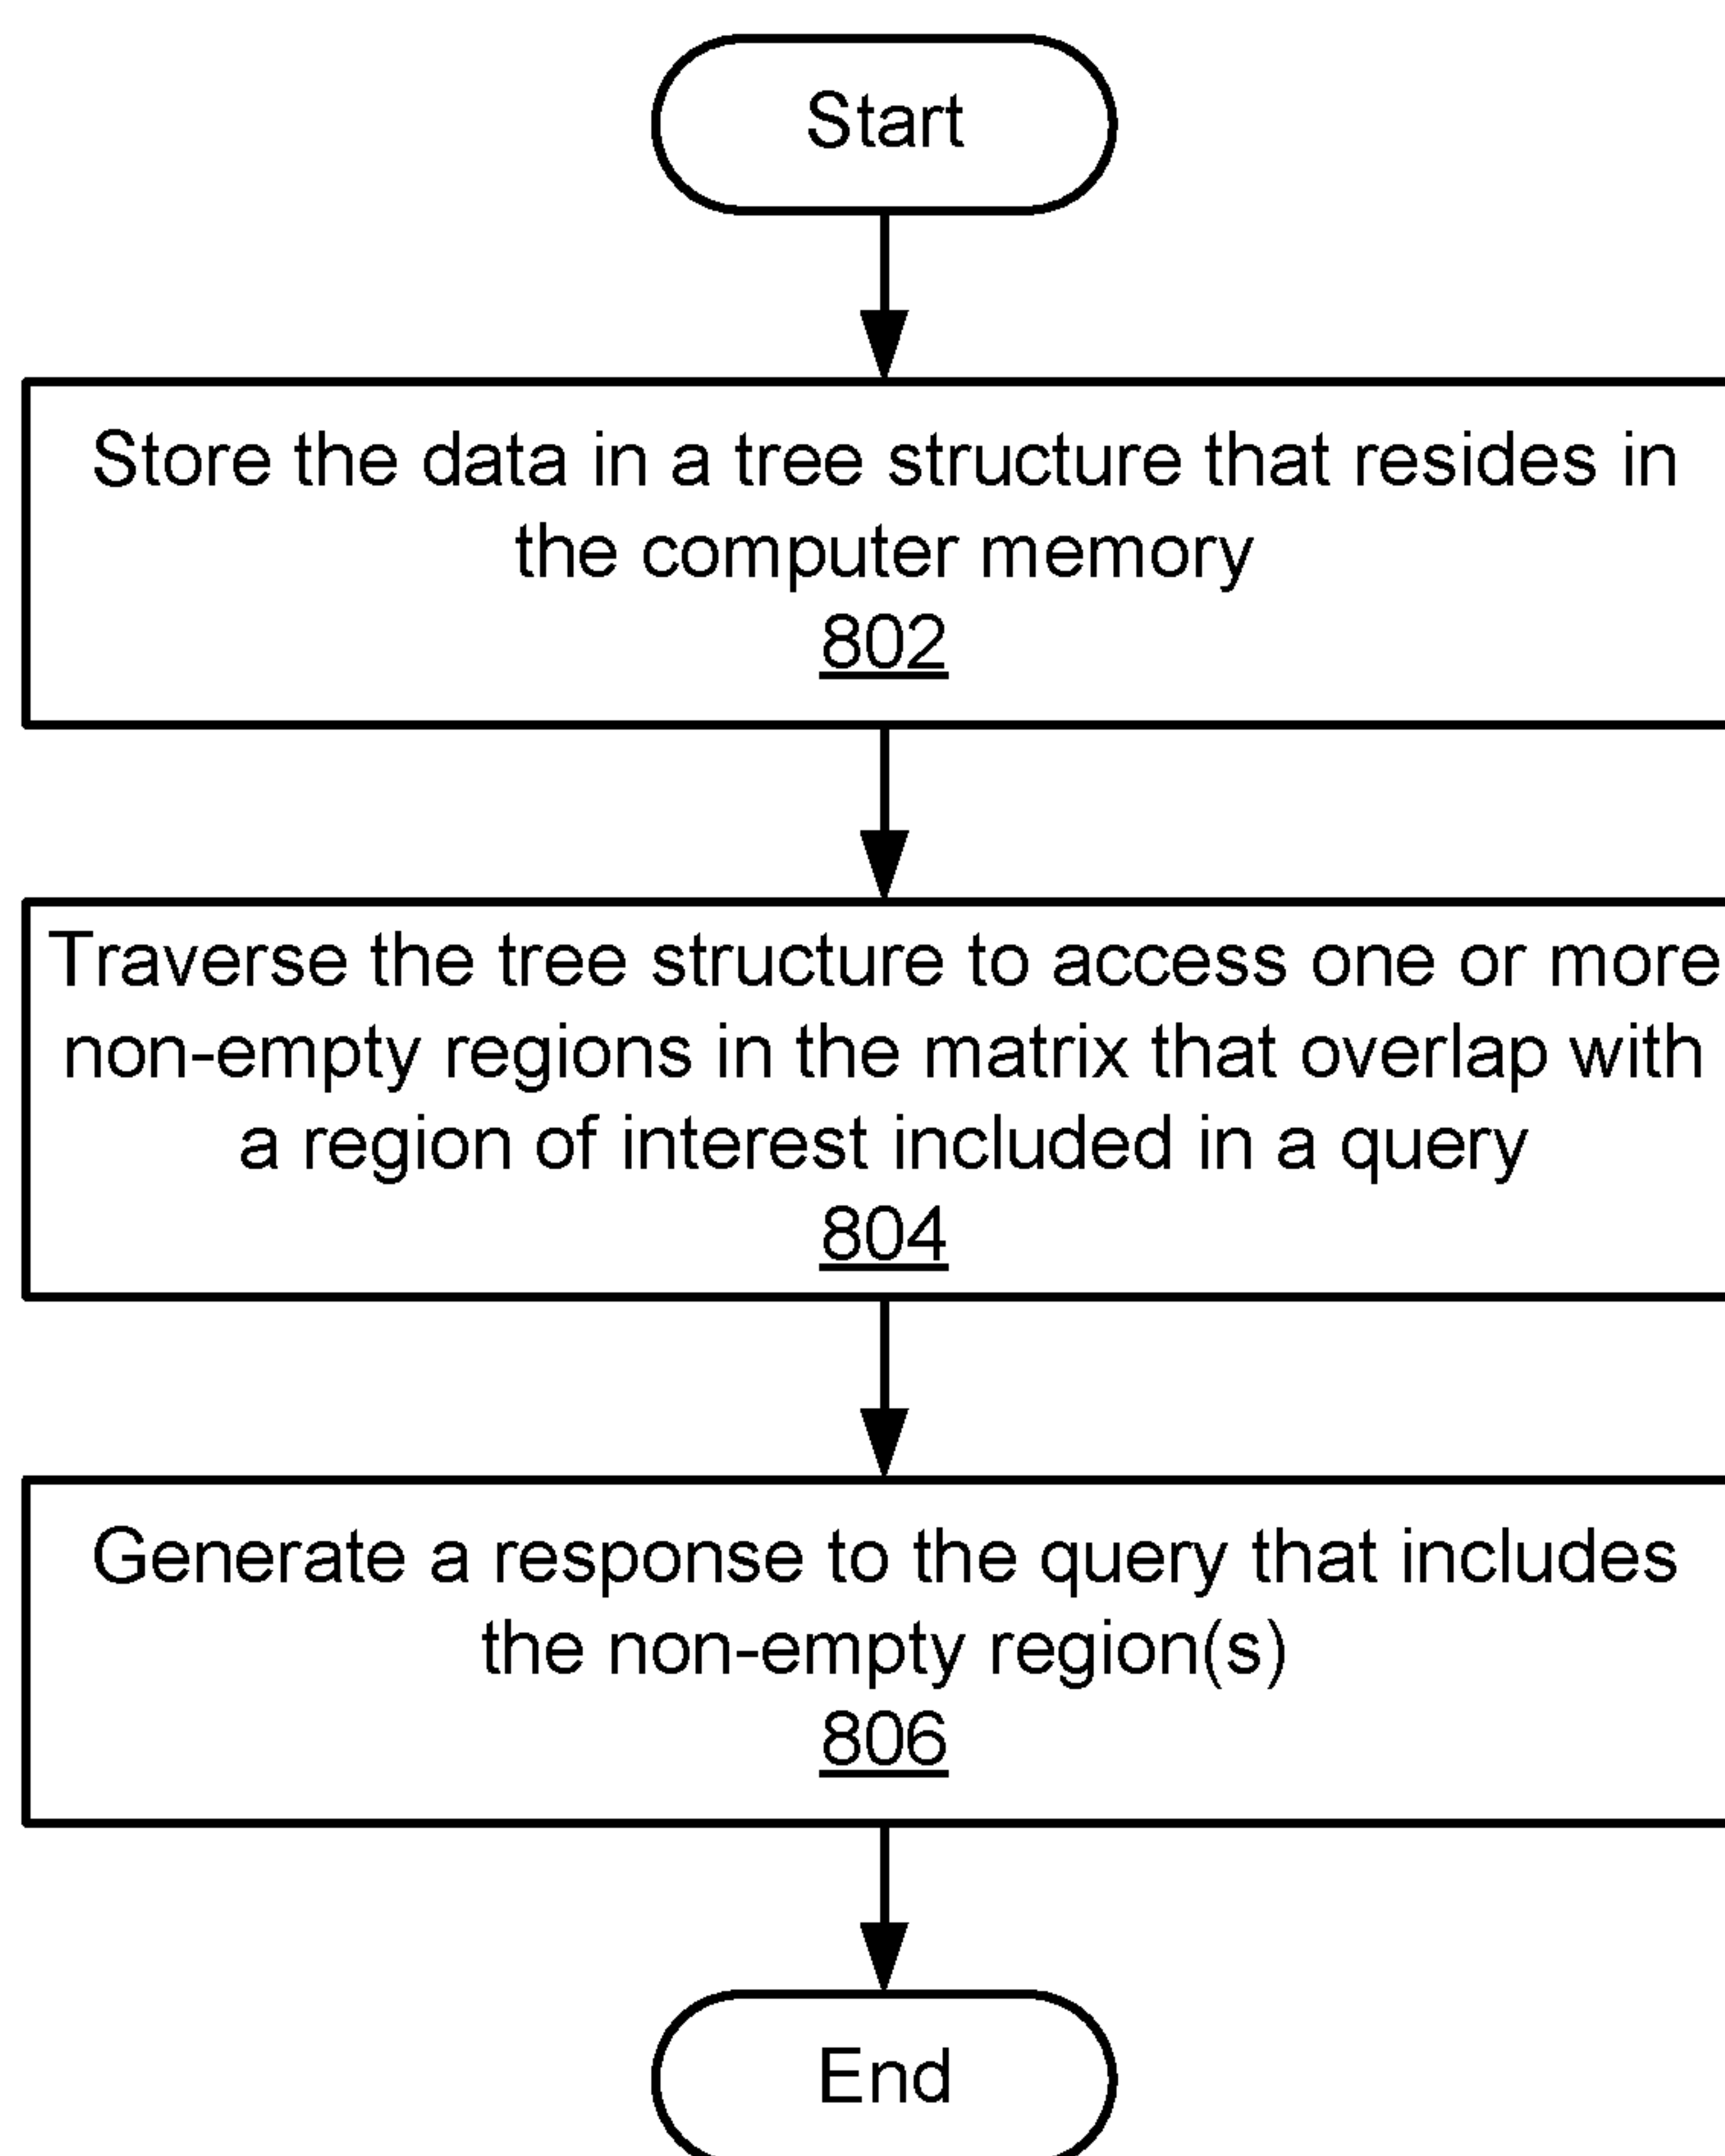 Start
Store the data in a tree structure that resides in
the computer memory
802
Traverse the tree structure to access one or more
non-empty regions in the matrix that overlap with
a region of interest included in a query
804
Generate a response to the query that includes
the non-empty region(s)
806
End